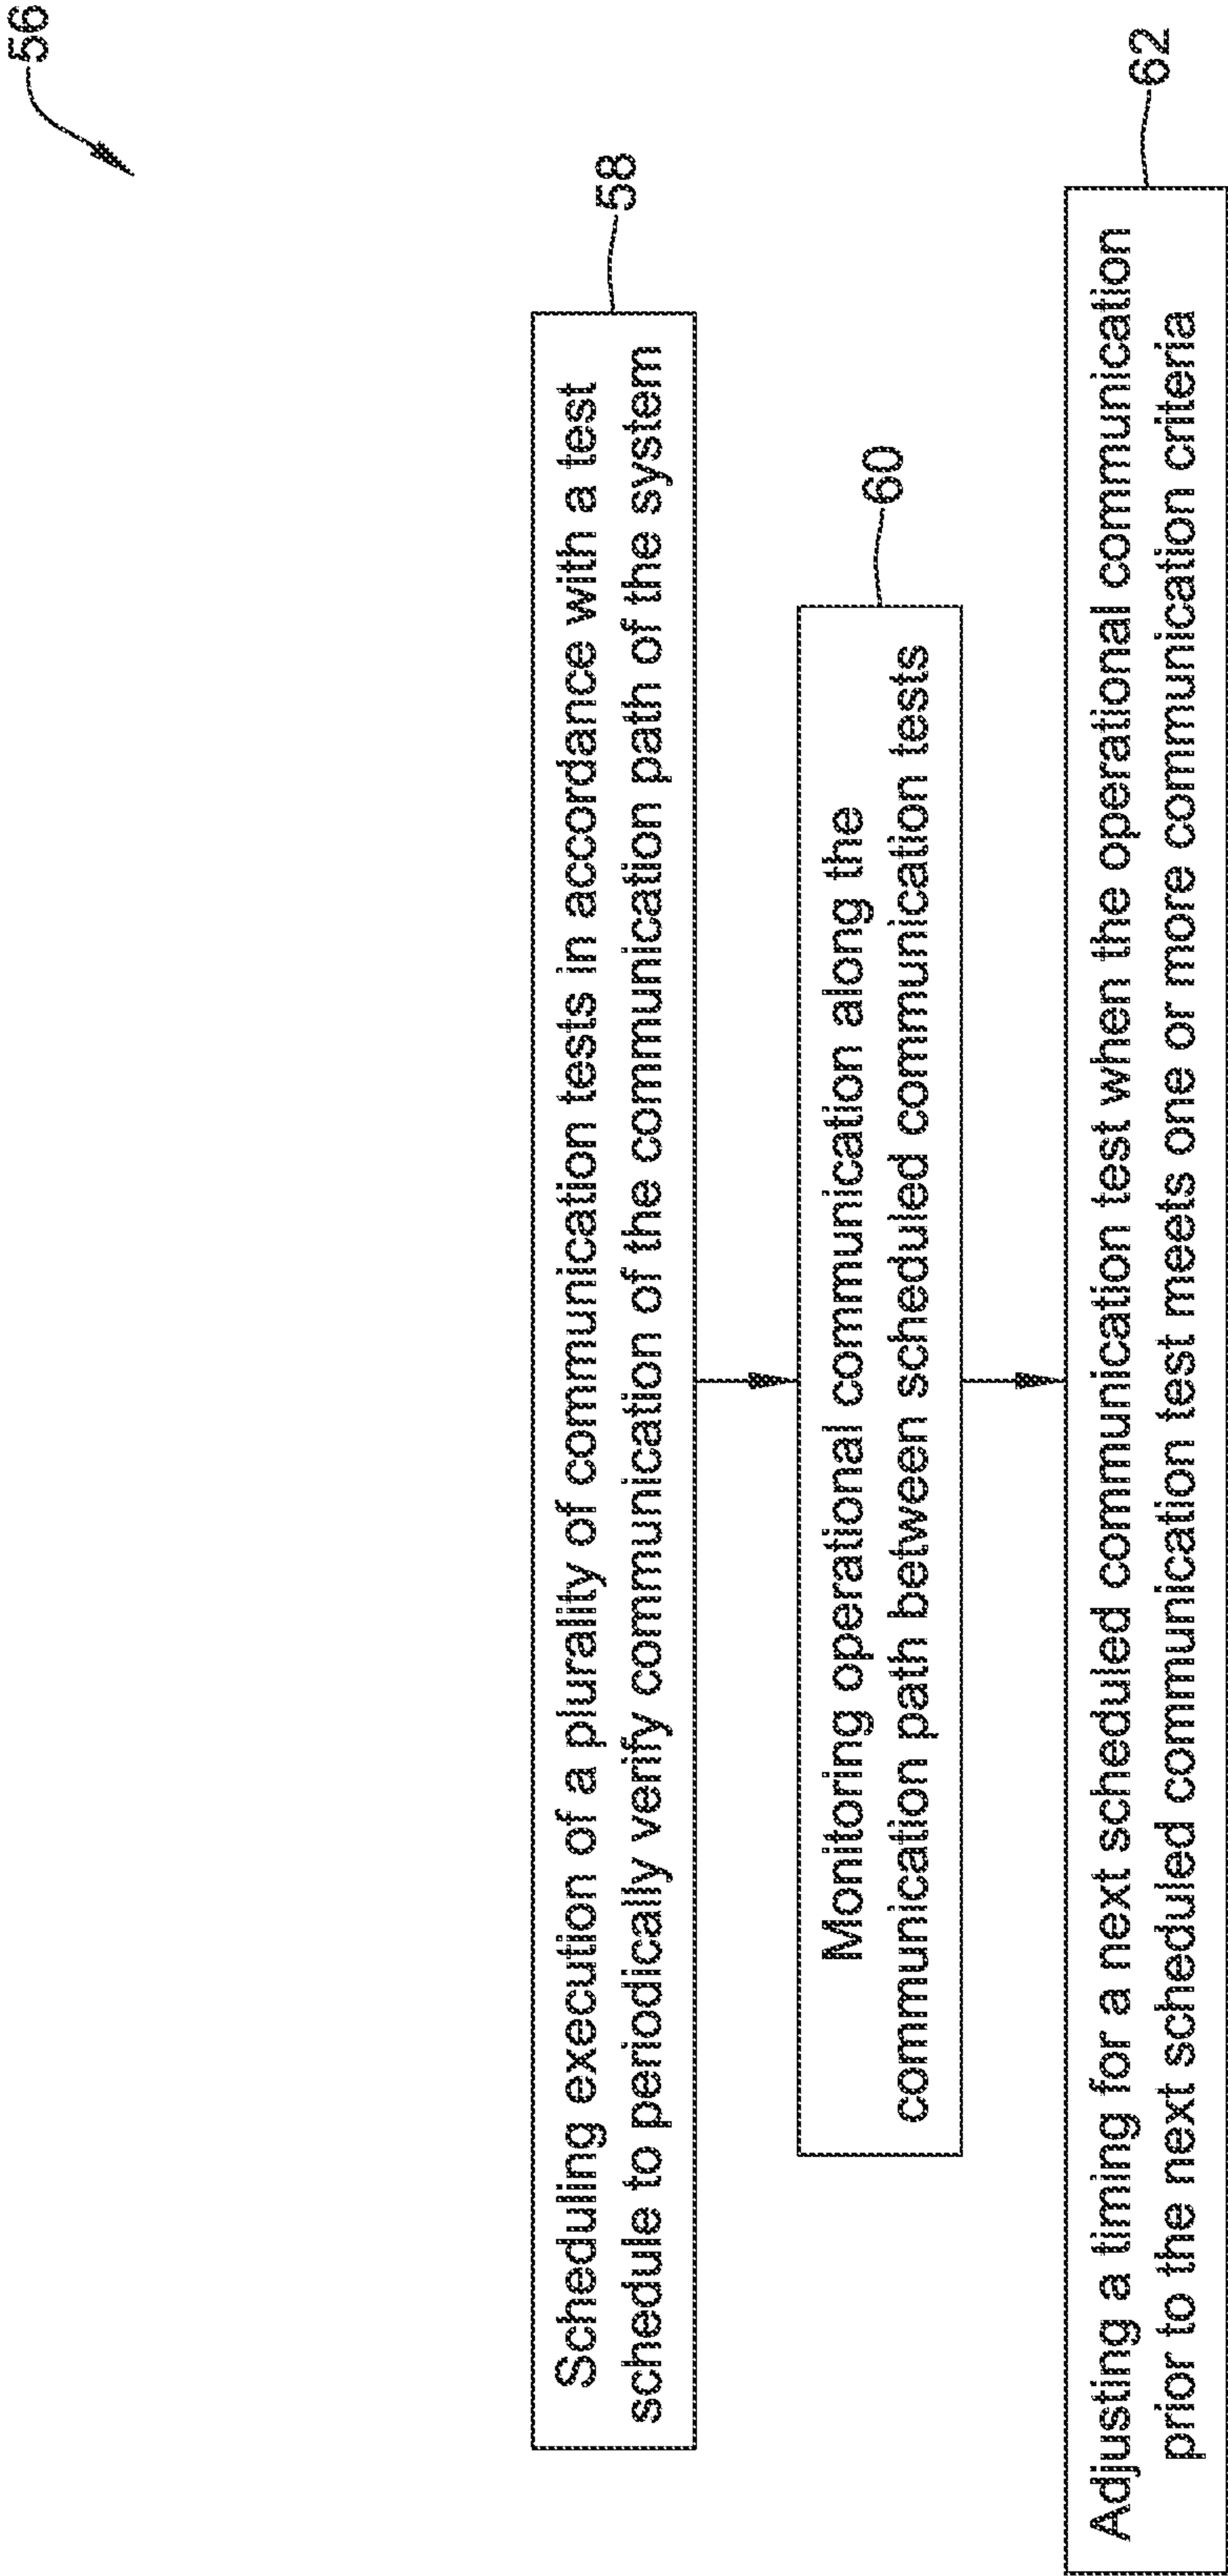 56
58
Scheduling execution of a plurality of communication tests in accordance with a test
schedule to periodically verify communication of the communication path of the system
60
Monitoring operational communication along the
communication path between scheduled communication tests
62
Adjusting a timing for a next scheduled communication test when the operational communication
prior to the next scheduled communication test meets one or more communication criteria